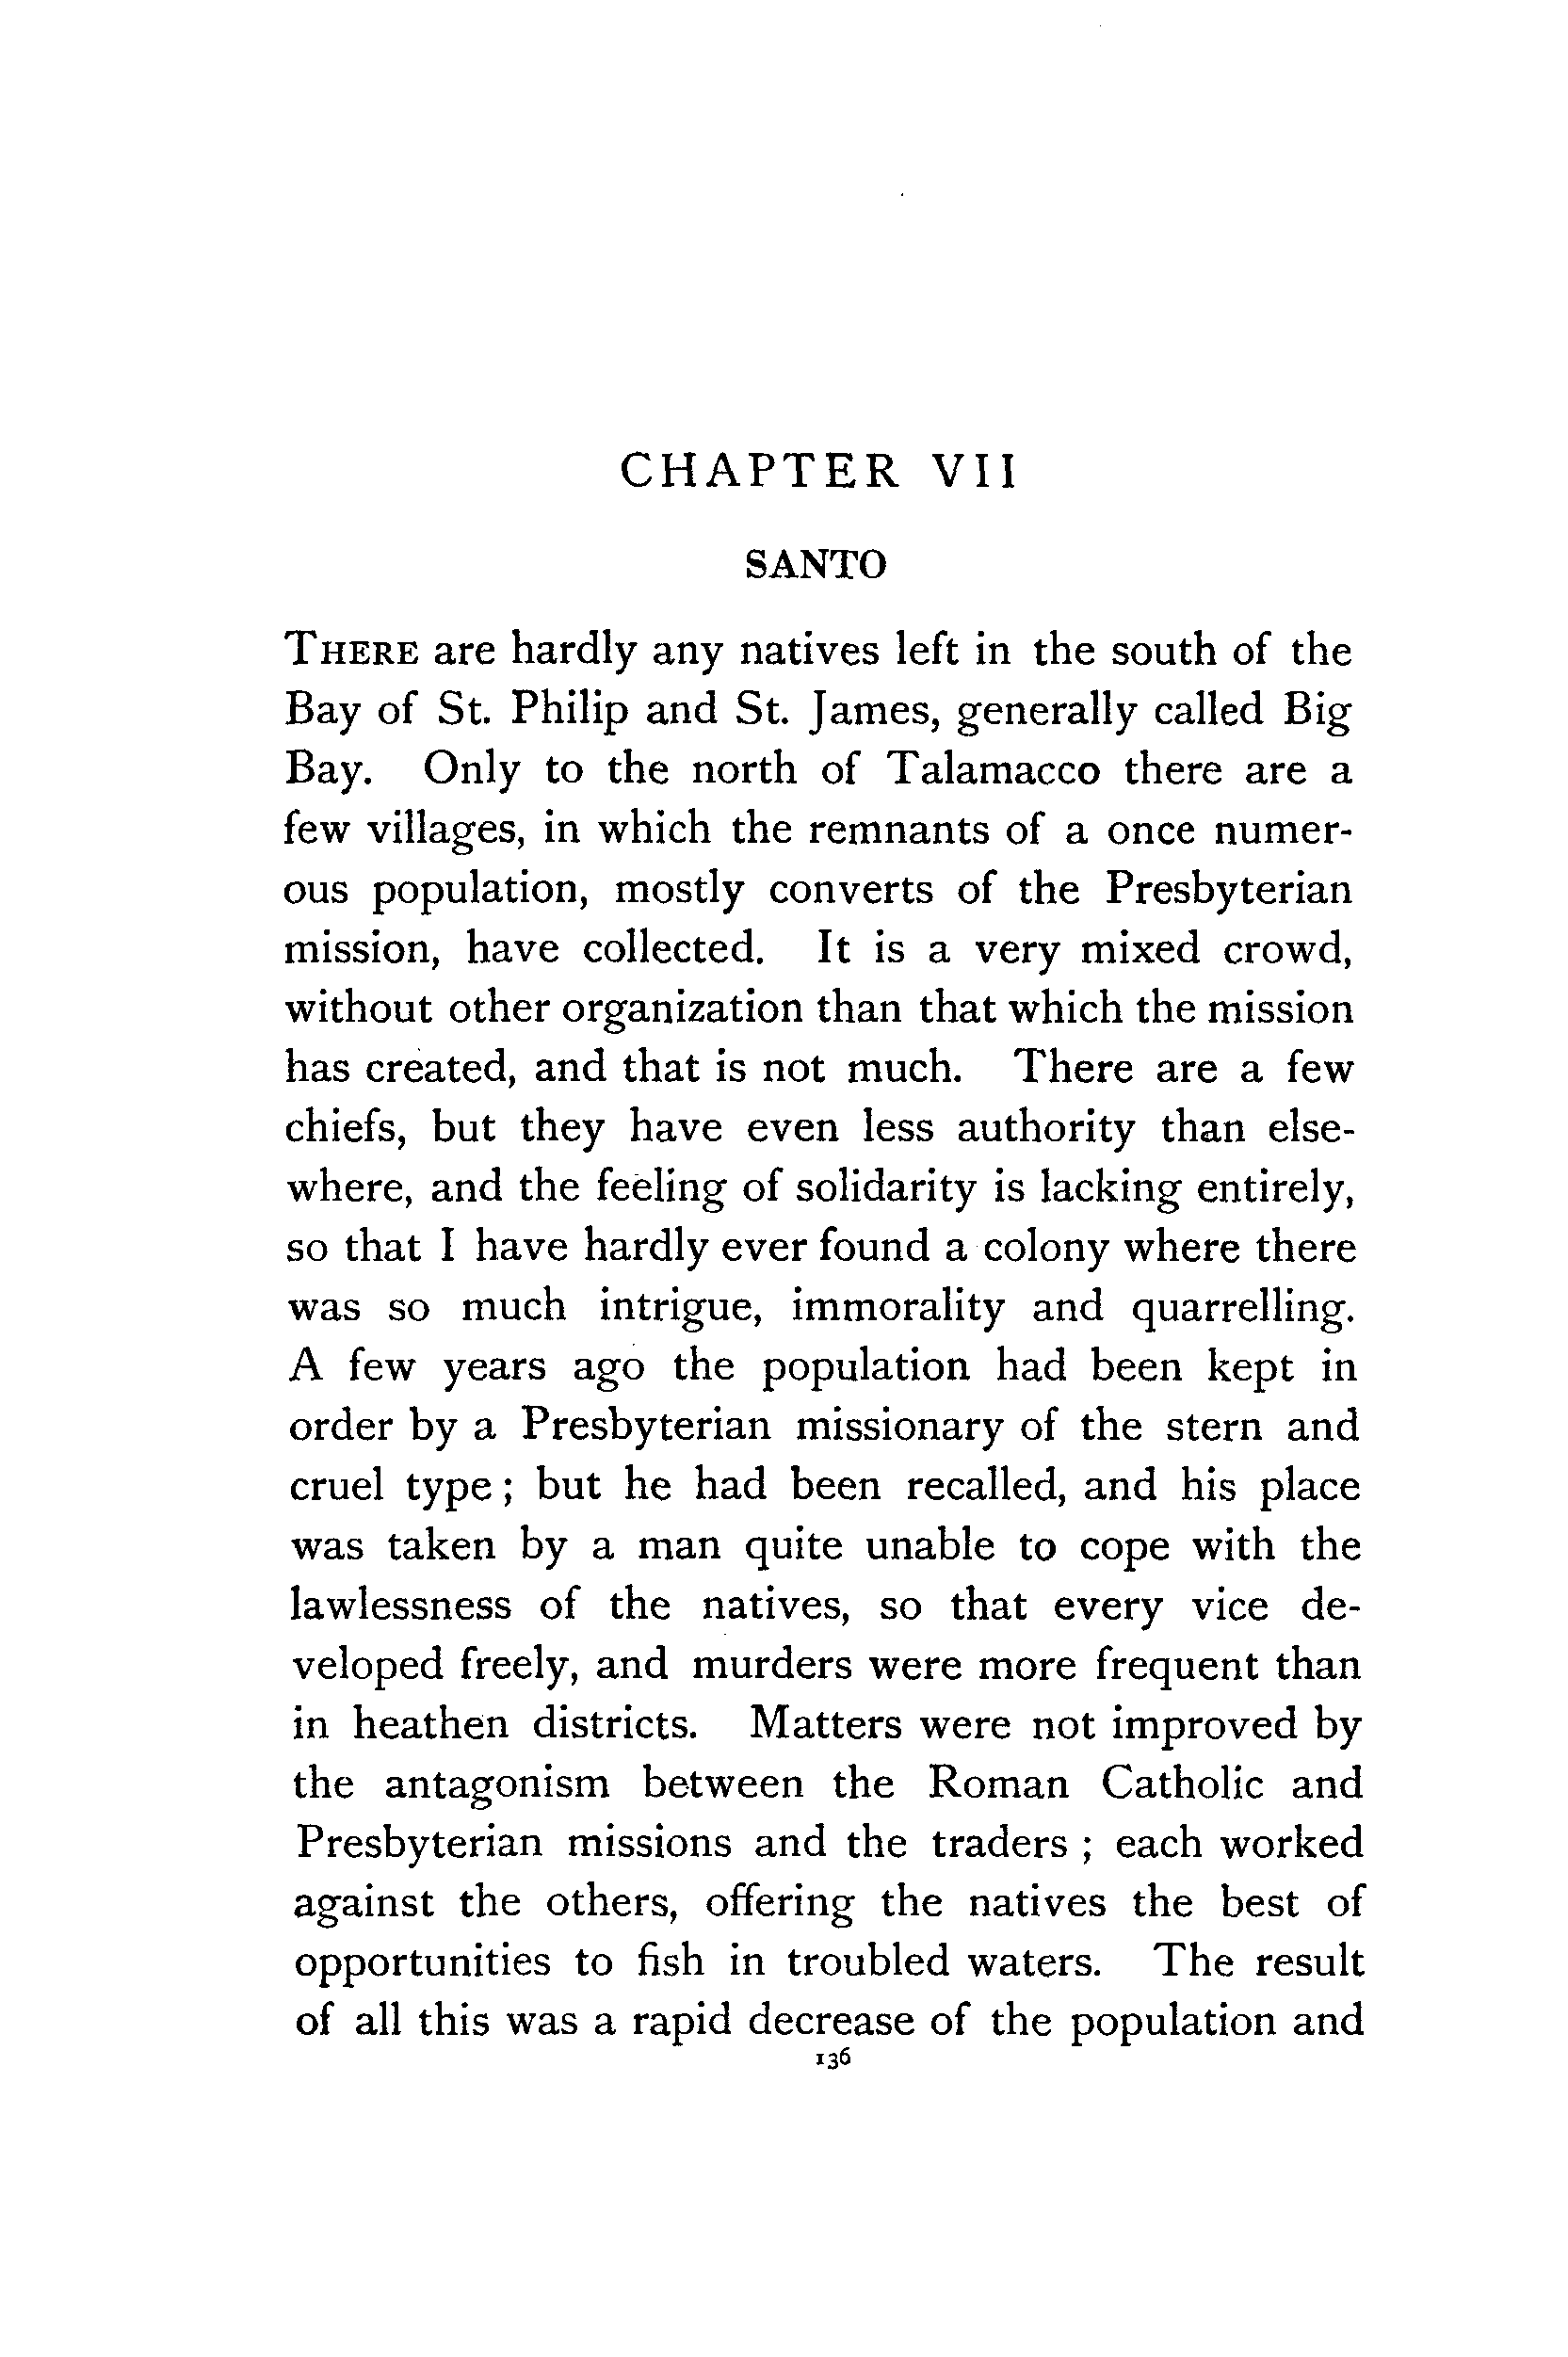 CHAPTER VII
SANTO
THERE are hardly any natives left in the south of the
Bay of St. Philip and St. James, generally called Big
Bay. Only to the north of Talamacco there are a
few villages, in which the remnants of a once numer-
ous population, mostly converts of the Presbyterian
mission, have collected. It is a very mixed crowd,
without other organization than that which the mission
has created, and that is not much. There are a few
chiefs, but they have even less authority than else-
where, and the feeling of solidarity is lacking entirely,
so that I have hardly ever found a colony where there
was so much intrigue, immorality and quarrelling.
A few years ago the population had been kept in
order by a Presbyterian missionary of the stern and
cruel type; but he had been recalled, and his place
was taken by a man quite unable to cope with the
lawlessness of the natives, so that every vice de-
veloped freely, and murders were more frequent than
in heathen districts. Matters were not improved by
the antagonism between the Roman Catholic and
Presbyterian missions and the traders ; each worked
against the others, offering the natives the best of
opportunities to fish in troubled waters. The result
of all this was a rapid decrease of the population and
136